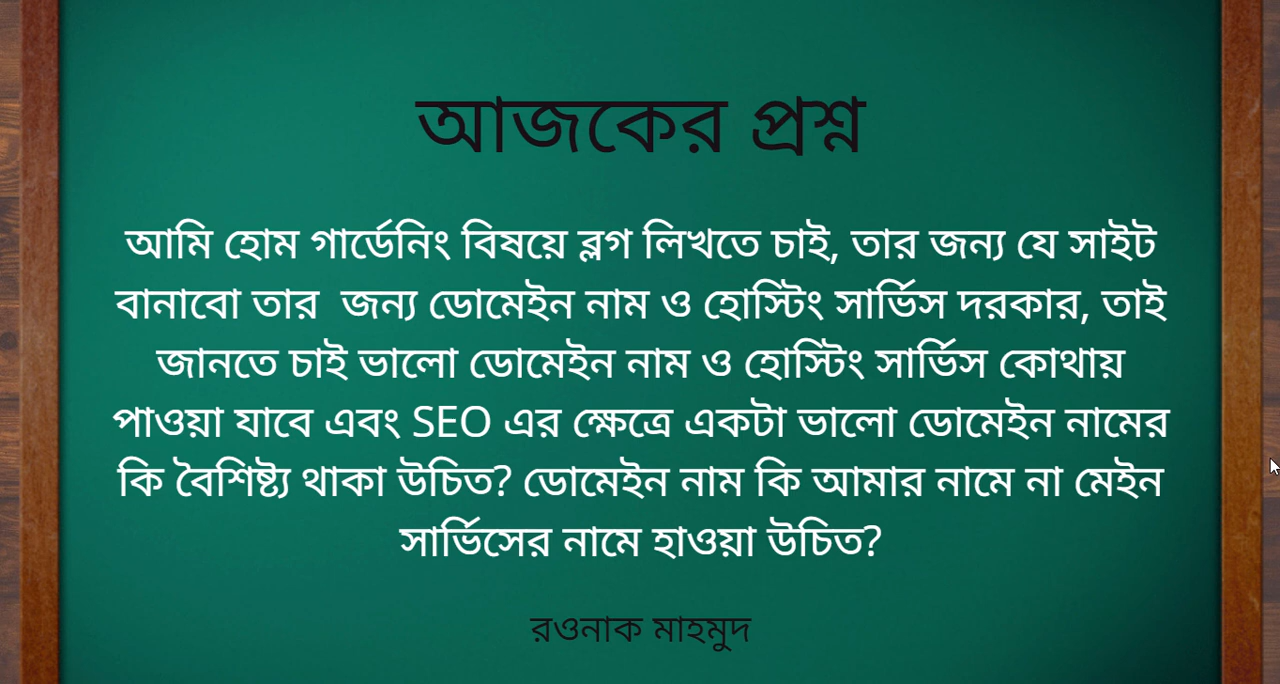 আজকের প্রশ্ন
আমি হোম গার্ডেনিং বিষয়ে ব্লগ লিখতে চাই, তার জন্য যে সাইট
বানাবো তার জন্য ডোমেইন নাম ও হোস্টিং সার্ভিস দরকার, তাই
জানতে চাই ভালো ডোমেইন নাম ও হোস্টিং সার্ভিস কোথায়
পাওয়া যাবে এবং SEO এর ক্ষেত্রে একটা ভালো ডোমেইন নামের
কি বৈশিষ্ট্য থাকা উচিত? ডোমেইন নাম কি আমার নামে না মেইন
সার্ভিসের নামে হাওয়া উচিত?
রওনাক মাহমুদ